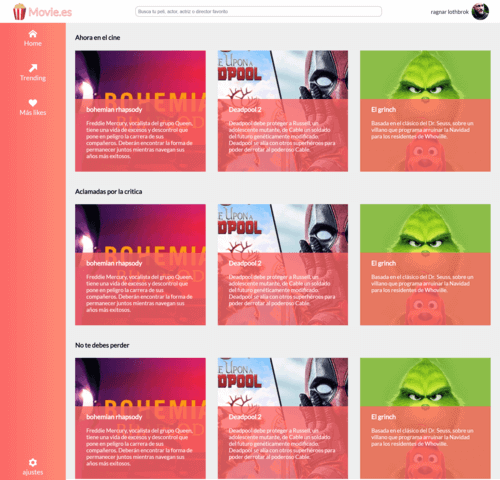 Movie.es
Busca tu peli, actor, actriz o director favorito
ragnar lothbrok
Home
Trending
Más likes
ajustes
Ahora en el cine
BOHEMIA
bohemian rhapsody
Freddie Mercury, vocalista del grupo Queen,
tiene una vida de excesos y descontrol que
pone en peligro la carrera de sus
compañeros. Deberán encontrar la forma de
permanecer juntos mientras navegan sus
años más exitosos.
E UPON A
DPOOL
Deadpool 2
Deadpool debe proteger a Russell, un
adolescente mutante, de Cable un soldado
del futuro genéticamente modificado.
Deadpool se alía con otros superhéroes para
poder derrotar al poderoso Cable.
El grinch
Basada en el clásico del Dr. Seuss, sobre un
villano que programa arruinar la Navidad
para los residentes de Whoville.
Aclamadas por la critica
BOHEMIA
bohemian rhapsody
Freddie Mercury, vocalista del grupo Queen,
tiene una vida de excesos y descontrol que
pone en peligro la carrera de sus
compañeros. Deberán encontrar la forma de
permanecer juntos mientras navegan sus
años más exitosos.
E UPON A
DPOOL
Deadpool 2
Deadpool debe proteger a Russell, un
adolescente mutante, de Cable un soldado
del futuro genéticamente modificado.
Deadpool se alía con otros superhéroes para
poder derrotar al poderoso Cable.
El grinch
Basada en el clásico del Dr. Seuss, sobre un
villano que programa arruinar la Navidad
para los residentes de Whoville.
No te debes perder
BOHEMIA
bohemian rhapsody
Freddie Mercury, vocalista del grupo Queen,
tiene una vida de excesos y descontrol que
pone en peligro la carrera de sus
compañeros. Deberán encontrar la forma de
permanecer juntos mientras navegan sus
años más exitosos.
E UPON A
DPOOL
Deadpool 2
Deadpool debe proteger a Russell, un
adolescente mutante, de Cable un soldado
del futuro genéticamente modificado.
Deadpool se alía con otros superhéroes para
poder derrotar al poderoso Cable.
El grinch
Basada en el clásico del Dr. Seuss, sobre un
villano que programa arruinar la Navidad
para los residentes de Whoville.